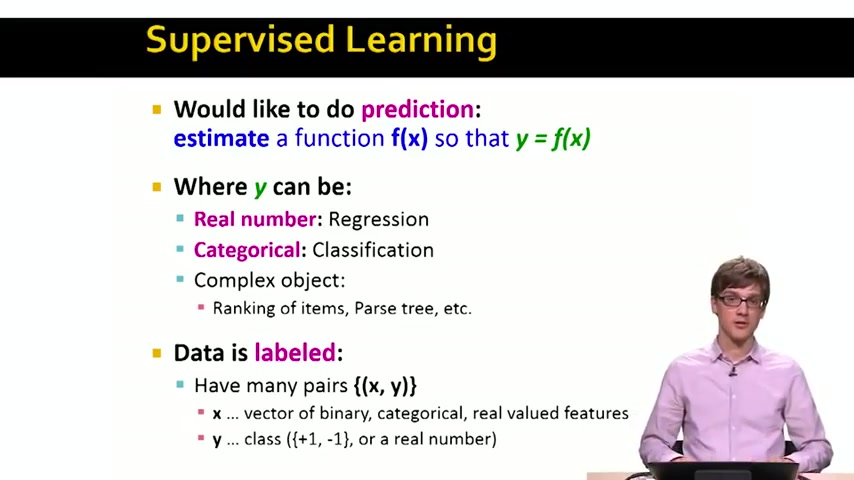 Supervised Learning
Would like to do prediction:
estimate a function f(x) so that y = f(x)
Where y can be:
Real number: Regression
Categorical: Classification
Complex object:
Ranking of items, Parse tree, etc.
Data is labeled:
Have many pairs {(x, y)}
x ... vector of binary, categorical, real valued features
y ... class ({+1, -1}, or a real number)